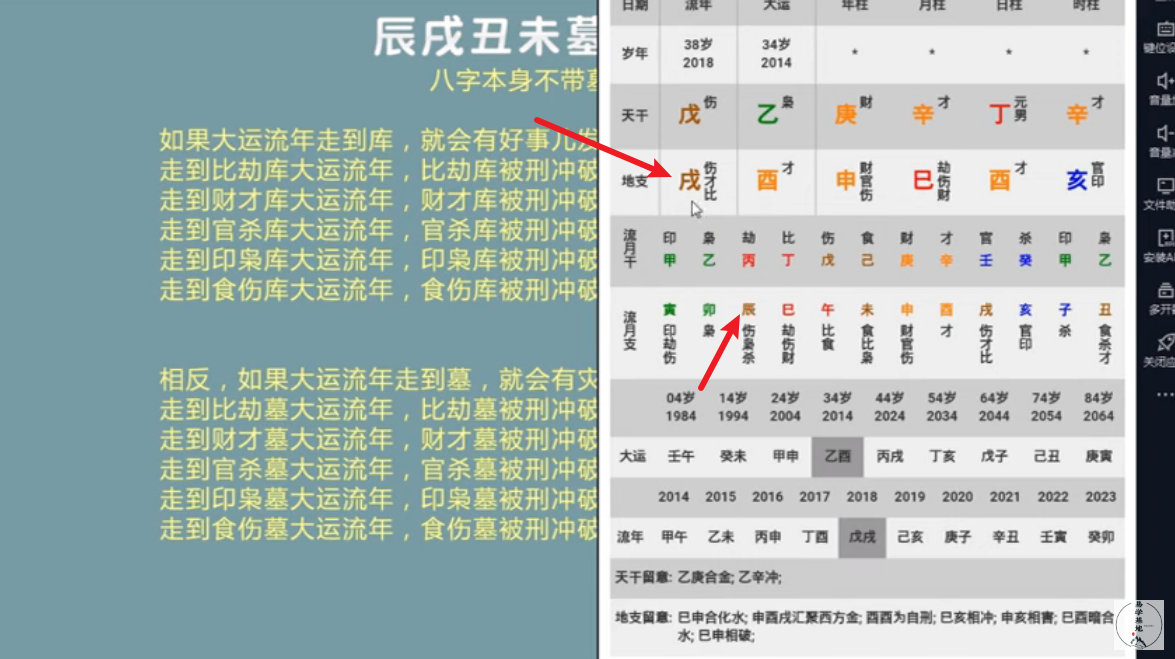 辰戌丑未墓
八字本身不带墓
如果大运流年走到库，就会有好事儿发
走到比劫库大运流年，比劫库被刑冲破
走到财才库大运流年，财才库被刑冲破
走到官杀库大运流年，官杀库被刑冲破
走到印枭库大运流年，印枭库被刑冲破
走到食伤库大运流年，食伤库被刑冲破
相反，如果大运流年走到墓，就会有灾
走到比劫墓大运流年，比劫墓被刑冲破
走到财才墓大运流年，财才墓被刑冲破
走到官杀墓大运流年，官杀墓被刑冲破
走到印枭墓大运流年，印枭墓被刑冲破
走到食伤墓大运流年，食伤墓被刑冲破
日期 流年 大运 年柱 月柱 日柱 时柱
岁年 38岁 34岁 * * * *
2018 2014
天干 戊 伤 乙 枭 庚 财 辛 才 丁 元男 辛 才
地支 戌 伤才比 酉 才 申 财官伤 巳 劫伤财 酉 才 亥 官印
流月干 印 枭 劫 比 伤 食 财 才 官 杀 印 枭
甲 乙 丙 丁 戊 己 庚 辛 壬 癸 甲 乙
流月支 寅 卯 辰 巳 午 未 申 酉 戌 亥 子 丑
印劫伤 枭 伤枭杀 劫伤财 比食 食比枭 财官伤 才 伤才比 官印 杀 食杀才
04岁 14岁 24岁 34岁 44岁 54岁 64岁 74岁 84岁
1984 1994 2004 2014 2024 2034 2044 2054 2064
大运 壬午 癸未 甲申 乙酉 丙戌 丁亥 戊子 己丑 庚寅
2014 2015 2016 2017 2018 2019 2020 2021 2022 2023
流年 甲午 乙未 丙申 丁酉 戊戌 己亥 庚子 辛丑 壬寅 癸卯
天干留意: 乙庚合金; 乙辛冲;
地支留意: 巳申合化水; 申酉戌汇聚西方金; 酉酉为自刑; 巳亥相冲; 申亥相害; 巳酉暗合
水; 巳申相破;
键位设
音量
音量
文件助
安装A
多开
关闭应
易学基地